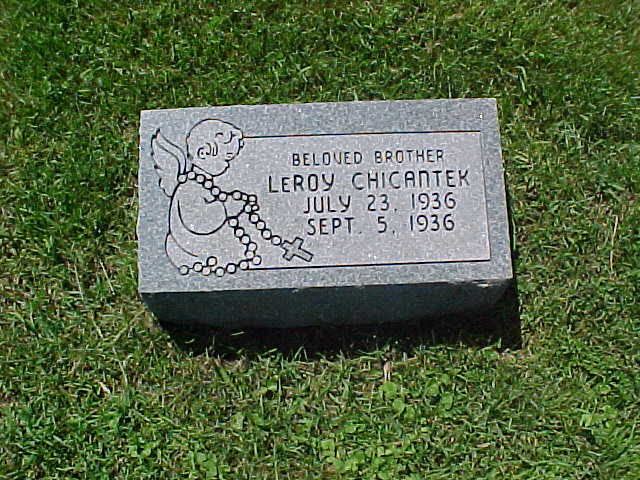 BELOVED BROTHER
LEROY CHICANTEK
JULY 23, 1936
SEPT. 5, 1936